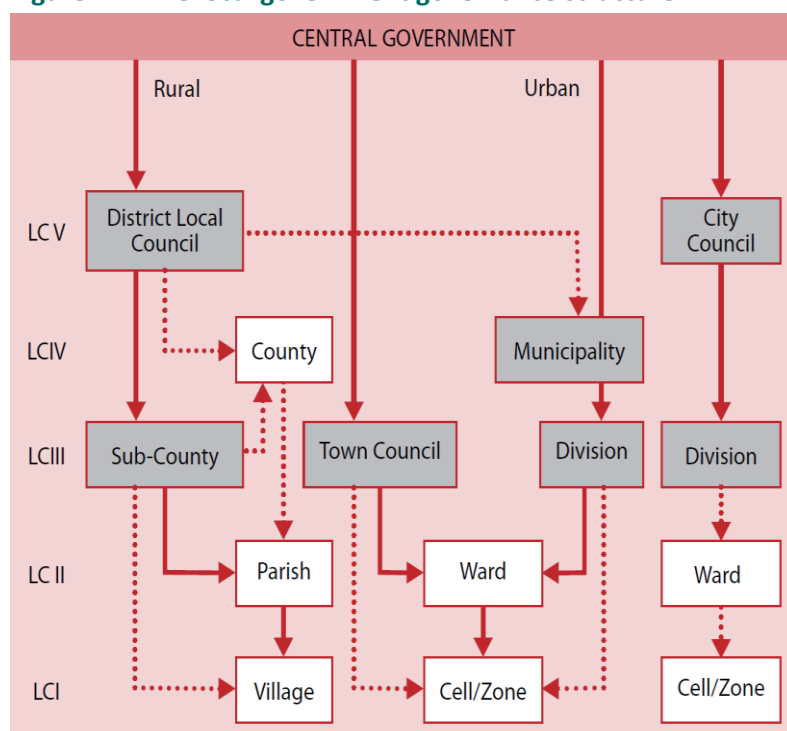 CENTRAL GOVERNMENT
Rural
Urban
LC V
District Local
Council
City
Council
LCIV
County
Municipality
LCIII
Sub-County
Town Council
Division
Division
LC II
Parish
Ward
Ward
LCI
Village
Cell/Zone
Cell/Zone